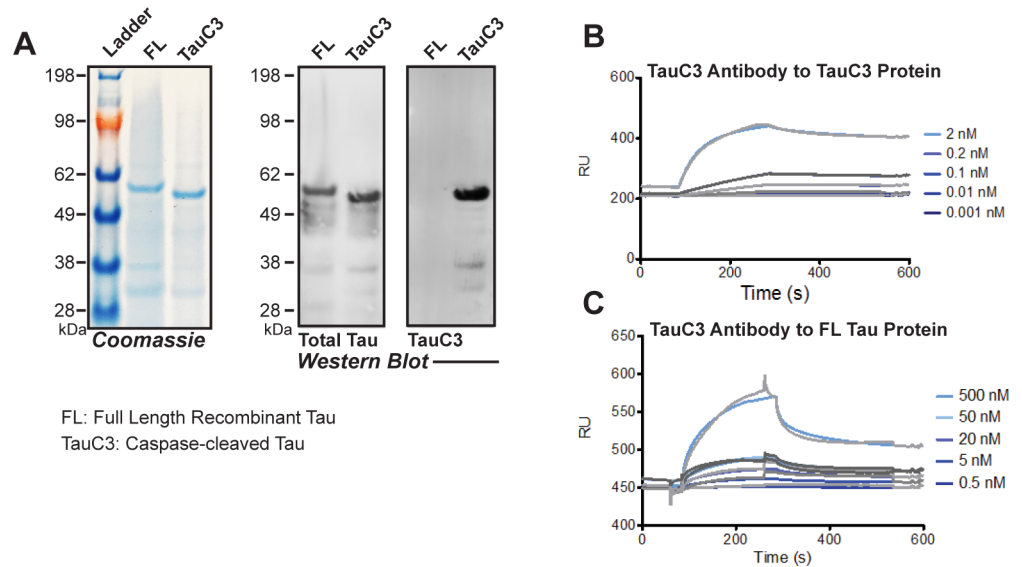 A
Ladder
FL
TauC3
198
98
62
49
38
28
kDa
Coomassie
FL
TauC3
FL
TauC3
198
98
62
49
38
28
kDa
Total Tau
TauC3
Western Blot
FL: Full Length Recombinant Tau
TauC3: Caspase-cleaved Tau
B
TauC3 Antibody to TauC3 Protein
600
400
200
0
RU
0 200 400 600
Time (s)
2 nM
0.2 nM
0.1 nM
0.01 nM
0.001 nM
C
TauC3 Antibody to FL Tau Protein
650
600
550
500
450
400
RU
0 200 400 600
Time (s)
500 nM
50 nM
20 nM
5 nM
0.5 nM